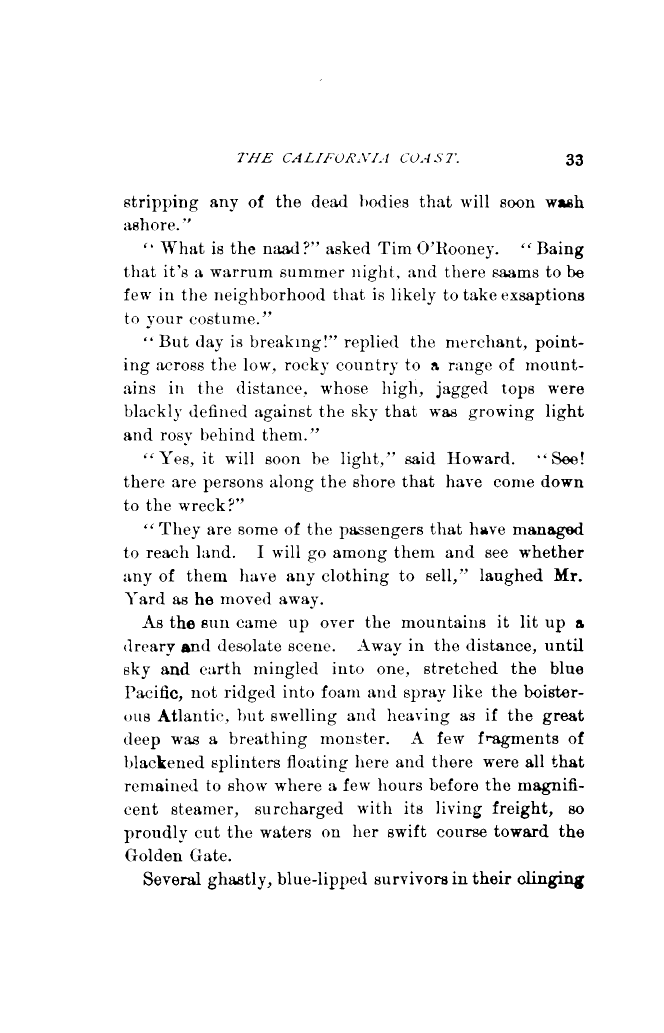 THE CALIFORNIA COAST. 33
stripping any of the dead bodies that will soon wash
ashore."
"What is the naad?" asked Tim O'Rooney. "Baing
that it's a warrum summer night, and there saams to be
few in the neighborhood that is likely to take exsaptions
to your costume."
"But day is breaking!" replied the merchant, point-
ing across the low, rocky country to a range of mount-
ains in the distance, whose high, jagged tops were
blackly defined against the sky that was growing light
and rosy behind them."
"Yes, it will soon be light," said Howard. "See!
there are persons along the shore that have come down
to the wreck?"
"They are some of the passengers that have managed
to reach land. I will go among them and see whether
any of them have any clothing to sell," laughed Mr.
Yard as he moved away.
As the sun came up over the mountains it lit up a
dreary and desolate scene. Away in the distance, until
sky and earth mingled into one, stretched the blue
Pacific, not ridged into foam and spray like the boister-
ous Atlantic, but swelling and heaving as if the great
deep was a breathing monster. A few fragments of
blackened splinters floating here and there were all that
remained to show where a few hours before the magnifi-
cent steamer, surcharged with its living freight, so
proudly cut the waters on her swift course toward the
Golden Gate.
Several ghastly, blue-lipped survivors in their clinging